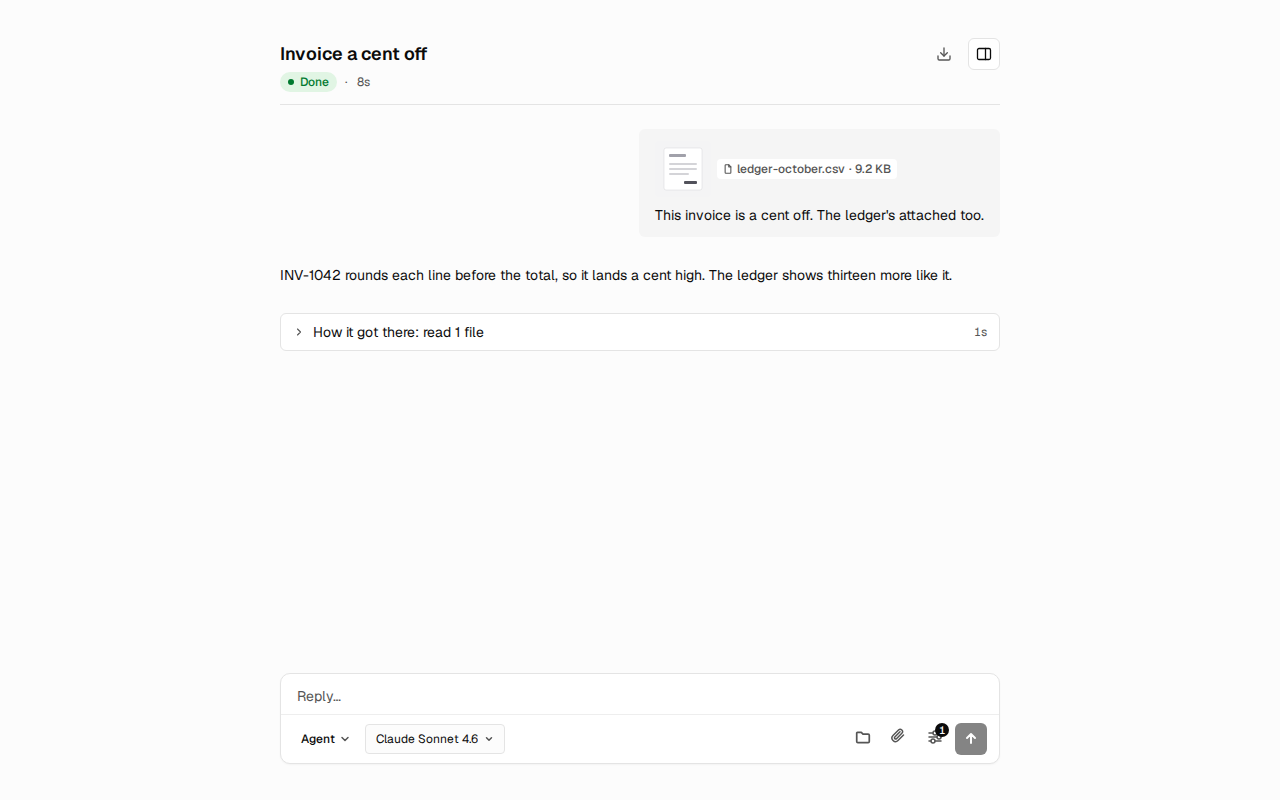 Invoice a cent off
Done · 8s
ledger-october.csv · 9.2 KB
This invoice is a cent off. The ledger's attached too.
INV-1042 rounds each line before the total, so it lands a cent high. The ledger shows thirteen more like it.
How it got there: read 1 file 1s
Reply...
Agent Claude Sonnet 4.6 1